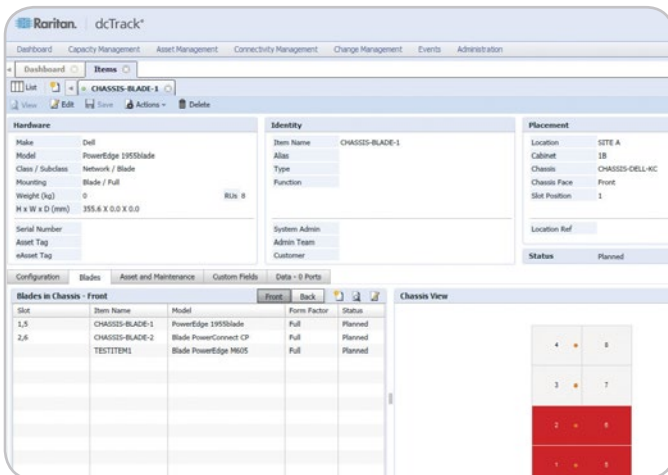 Raritan. dcTrack
Dashboard Capacity Management Asset Management Connectivity Management Change Management Events Administration
Dashboard Items
List CHASSIS-BLADE-1
View Edit Save Actions Delete
Hardware Identity Placement
Make Dell Item Name CHASSIS-BLADE-1 Location SITE A
Model PowerEdge 1955blade Alias Cabinet 1B
Class / Subclass Network / Blade Type Chassis CHASSIS-DELL-KC
Mounting Blade / Full Function Chassis Face Front
Weight (kg) 0 RUs 8 Slot Position 1
H x W x D (mm) 355.6 X 0.0 X 0.0
Serial Number System Admin Location Ref
Asset Tag Admin Team
eAsset Tag Customer Status Planned
Configuration Blades Asset and Maintenance Custom Fields Data - 0 Ports
Blades in Chassis - Front Front Back Chassis View
Slot Item Name Model Form Factor Status
1,5 CHASSIS-BLADE-1 PowerEdge 1955blade Full Planned
2,6 CHASSIS-BLADE-2 Blade PowerConnect CP Full Planned
TESTITEM1 Blade PowerEdge M605 Full Planned
4 8
3 7
2 6
1 5